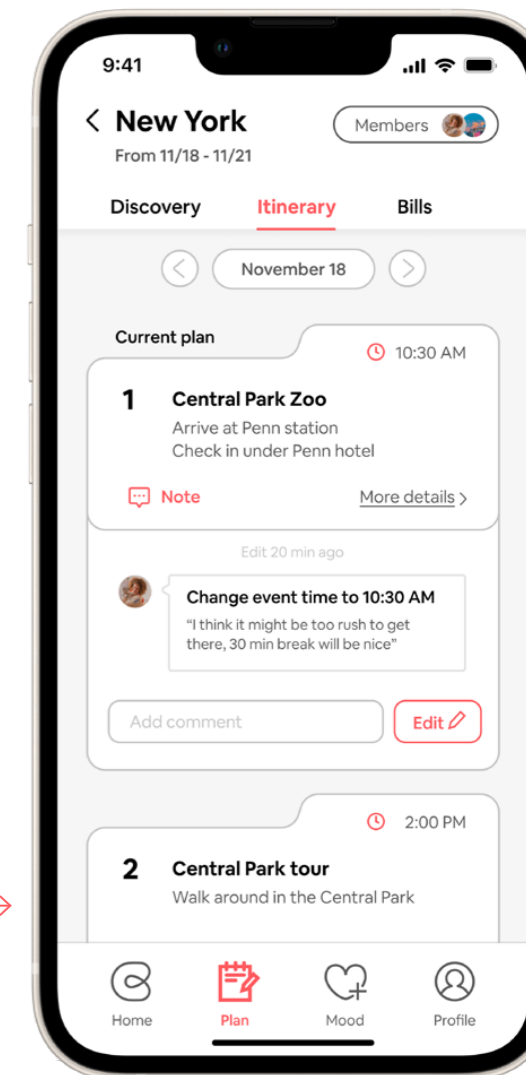 9:41
New York
Members
From 11/18 - 11/21
Discovery Itinerary Bills
November 18
Current plan
10:30 AM
1 Central Park Zoo
Arrive at Penn station
Check in under Penn hotel
Note More details >
Edit 20 min ago
Change event time to 10:30 AM
“I think it might be too rush to get
there, 30 min break will be nice”
Add comment Edit
2:00 PM
2 Central Park tour
Walk around in the Central Park
Home Plan Mood Profile